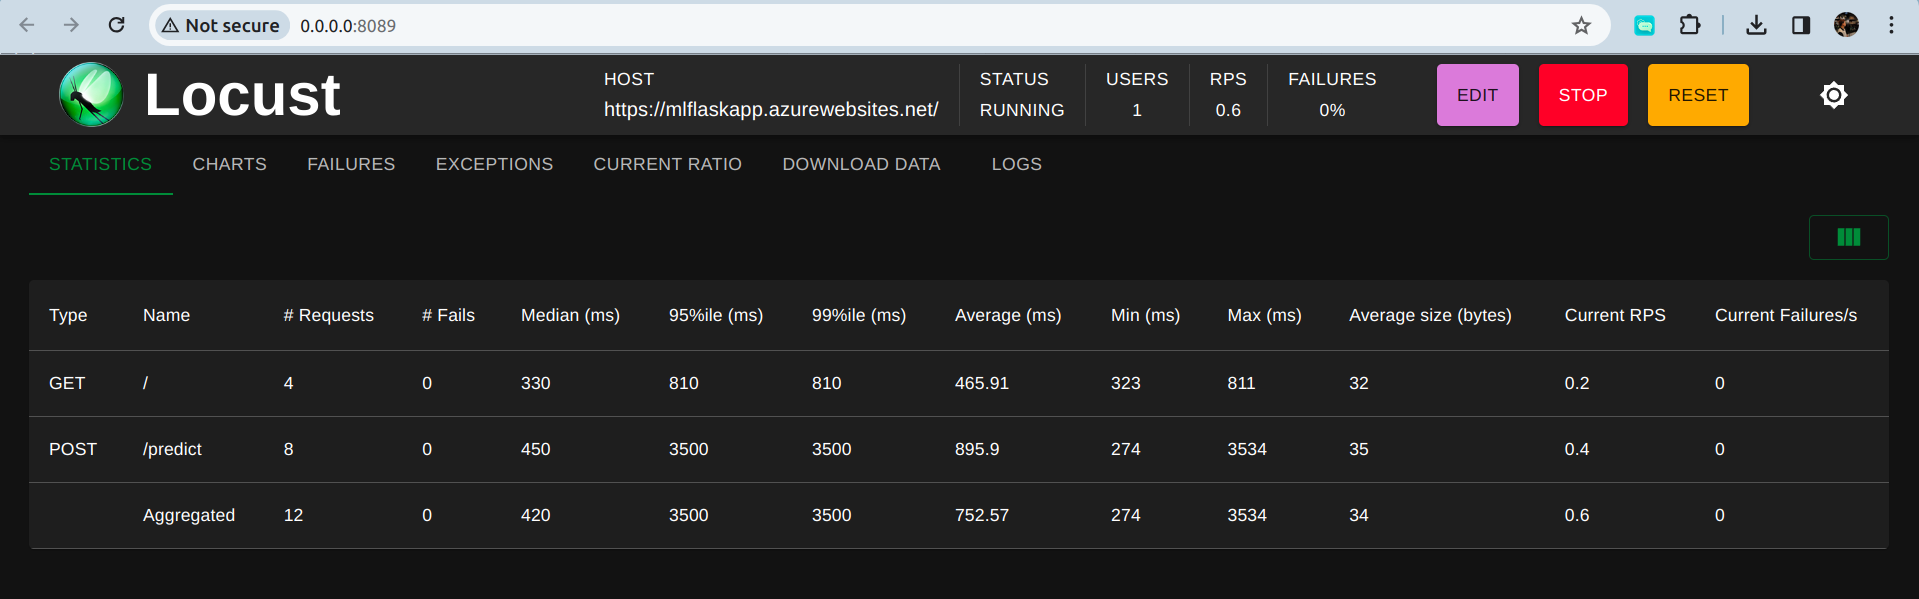 Not secure 0.0.0.0:8089
Locust
HOST
https://mlflaskapp.azurewebsites.net/
STATUS
RUNNING
USERS
1
RPS
0.6
FAILURES
0%
EDIT
STOP
RESET
STATISTICS CHARTS FAILURES EXCEPTIONS CURRENT RATIO DOWNLOAD DATA LOGS
Type Name # Requests # Fails Median (ms) 95%ile (ms) 99%ile (ms) Average (ms) Min (ms) Max (ms) Average size (bytes) Current RPS Current Failures/s
GET / 4 0 330 810 810 465.91 323 811 32 0.2 0
POST /predict 8 0 450 3500 3500 895.9 274 3534 35 0.4 0
Aggregated 12 0 420 3500 3500 752.57 274 3534 34 0.6 0